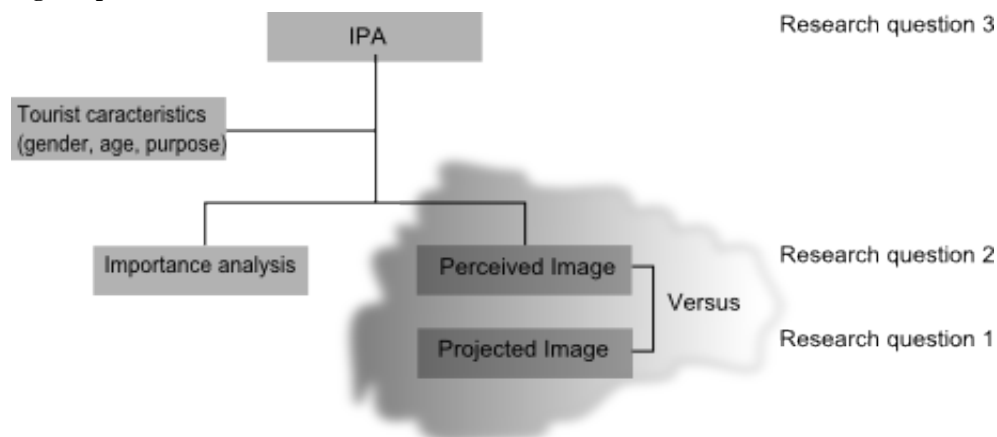 IPA
Research question 3
Tourist caracteristics
(gender, age, purpose)
Importance analysis
Perceived Image
Research question 2
Versus
Projected Image
Research question 1